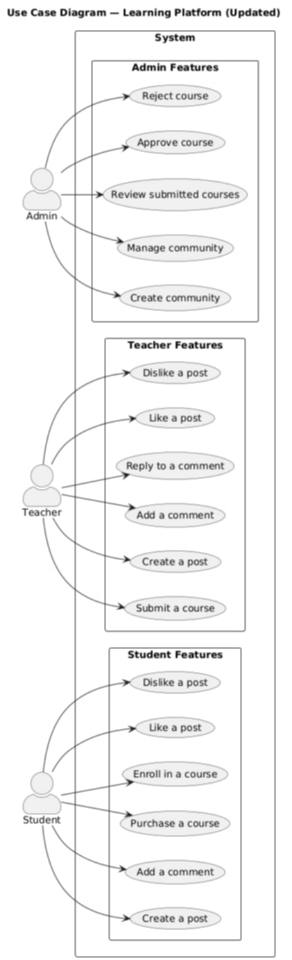 Use Case Diagram — Learning Platform (Updated)
System
Admin Features
Reject course
Approve course
Review submitted courses
Admin
Manage community
Create community
Teacher Features
Dislike a post
Like a post
Reply to a comment
Teacher
Add a comment
Create a post
Submit a course
Student Features
Dislike a post
Like a post
Enroll in a course
Student
Purchase a course
Add a comment
Create a post